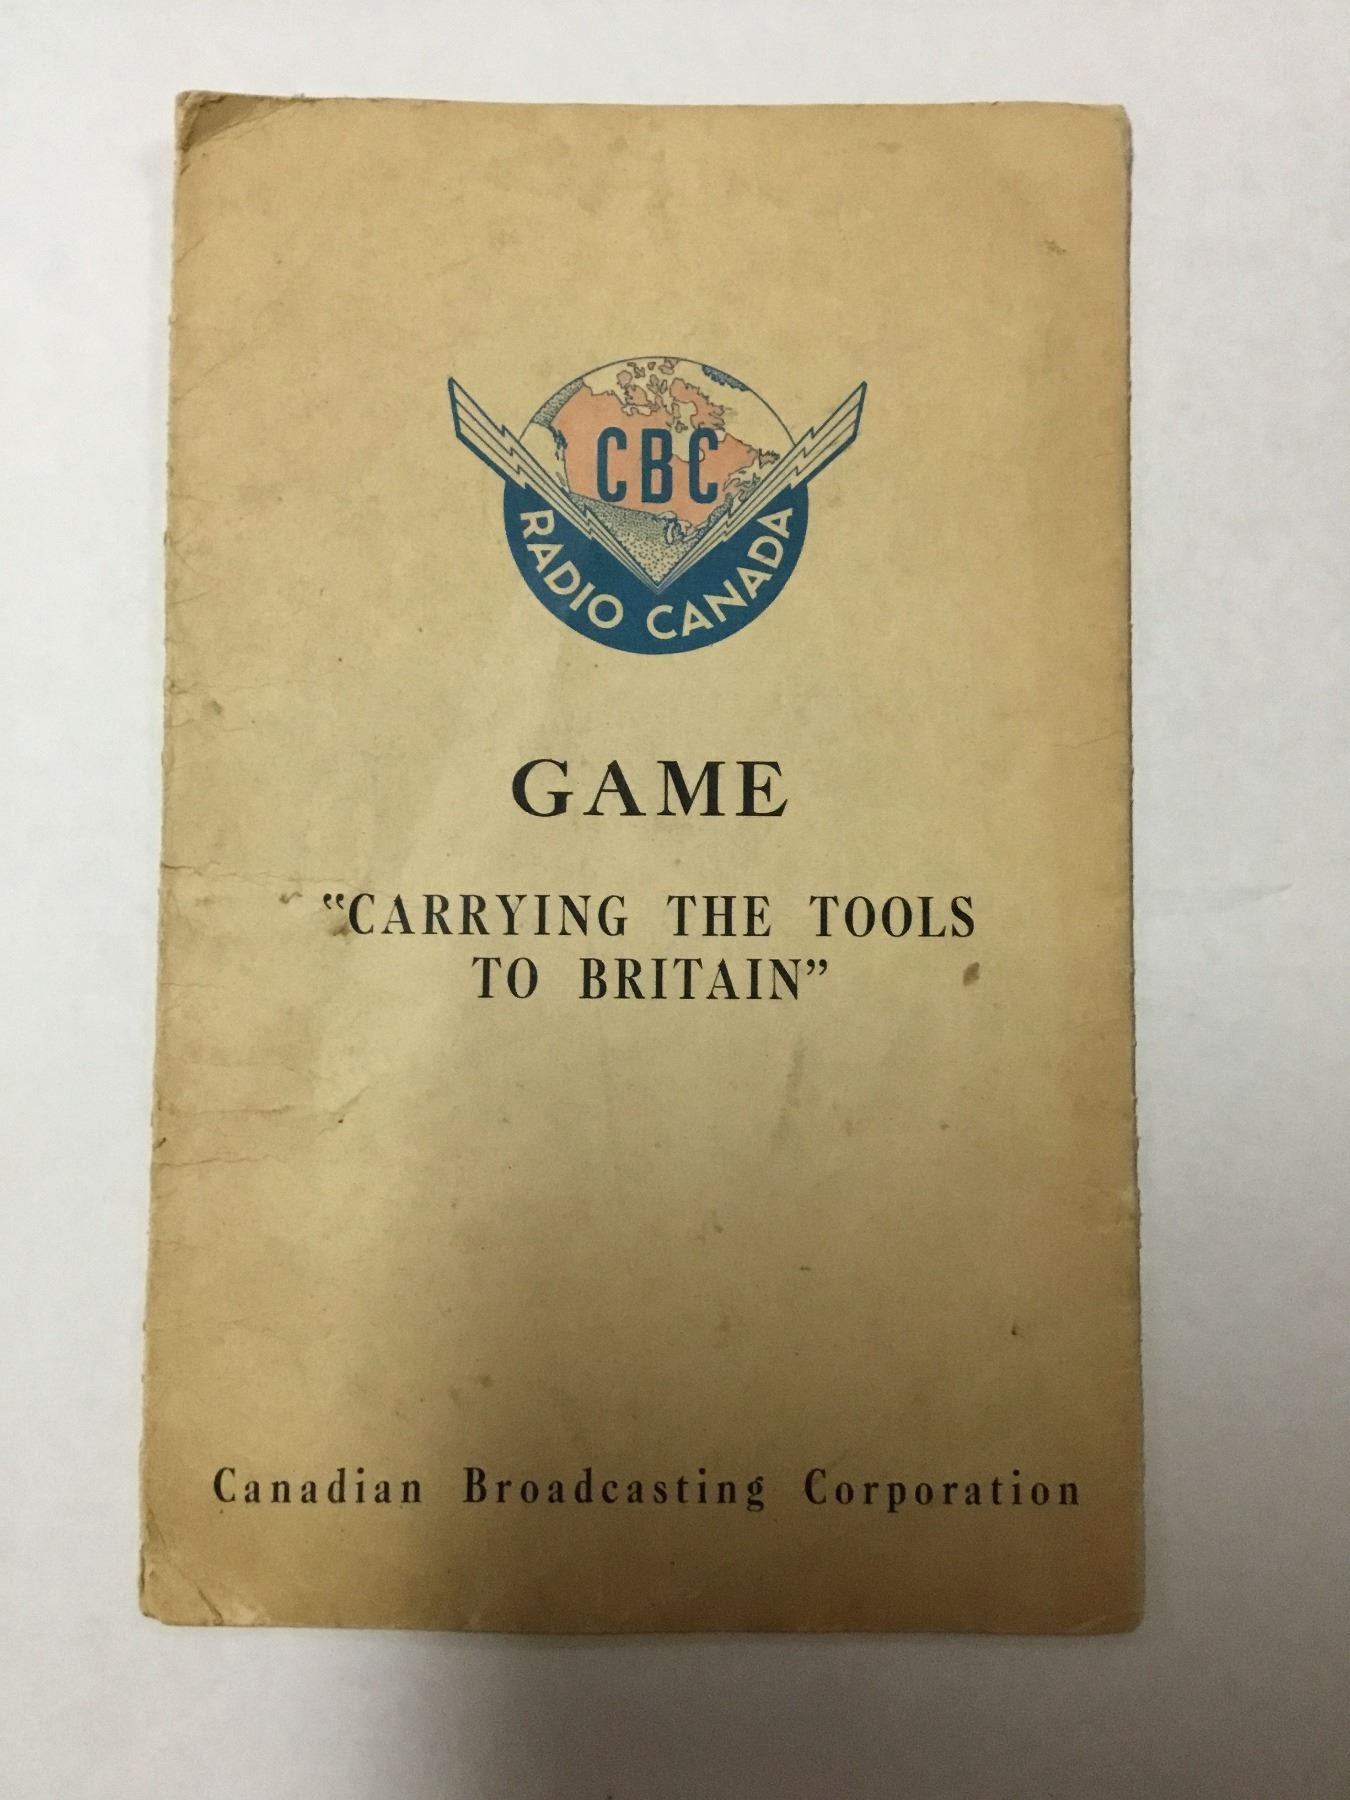 CBC
RADIO CANADA
GAME
“CARRYING THE TOOLS
TO BRITAIN”
Canadian Broadcasting Corporation